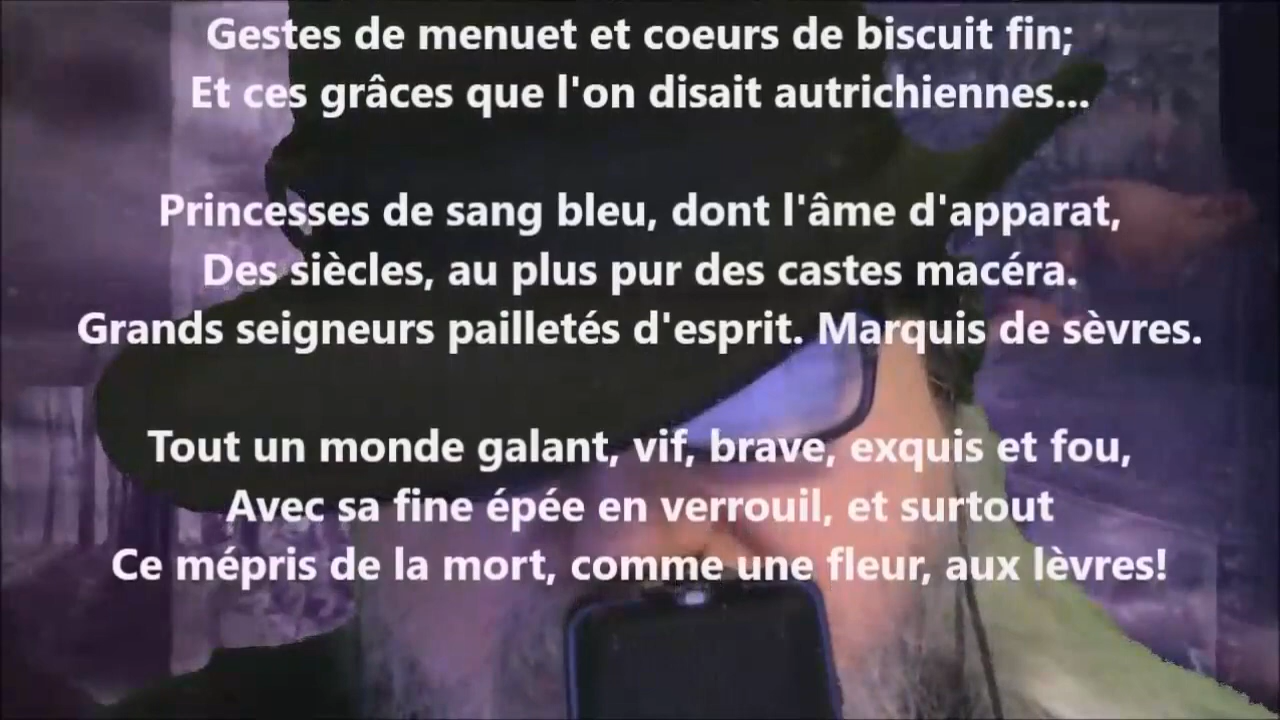 Gestes de menuet et coeurs de biscuit fin;
Et ces grâces que l'on disait autrichiennes...
Princesses de sang bleu, dont l'âme d'apparat,
Des siècles, au plus pur des castes macéra.
Grands seigneurs pailletés d'esprit. Marquis de sèvres.
Tout un monde galant, vif, brave, exquis et fou,
Avec sa fine épée en verrouil, et surtout
Ce mépris de la mort, comme une fleur, aux lèvres!